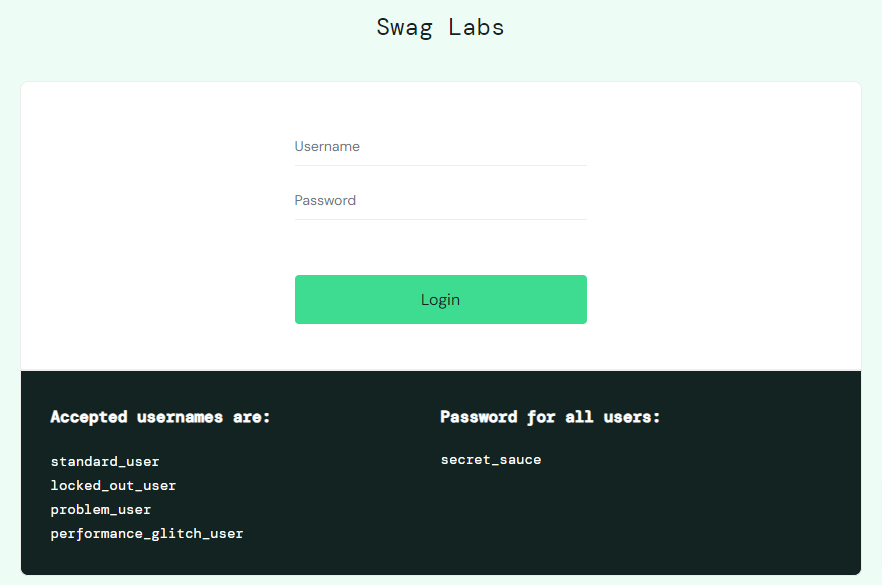 Swag Labs
Username
Password
Login
Accepted usernames are:
standard_user
locked_out_user
problem_user
performance_glitch_user
Password for all users:
secret_sauce